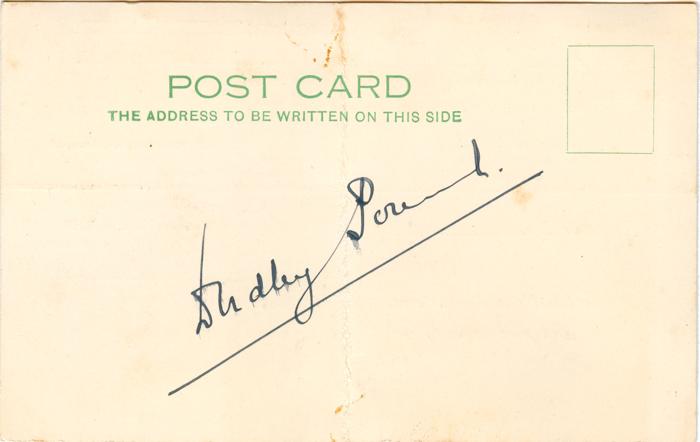 POST CARD
THE ADDRESS TO BE WRITTEN ON THIS SIDE
Dudley Pound.